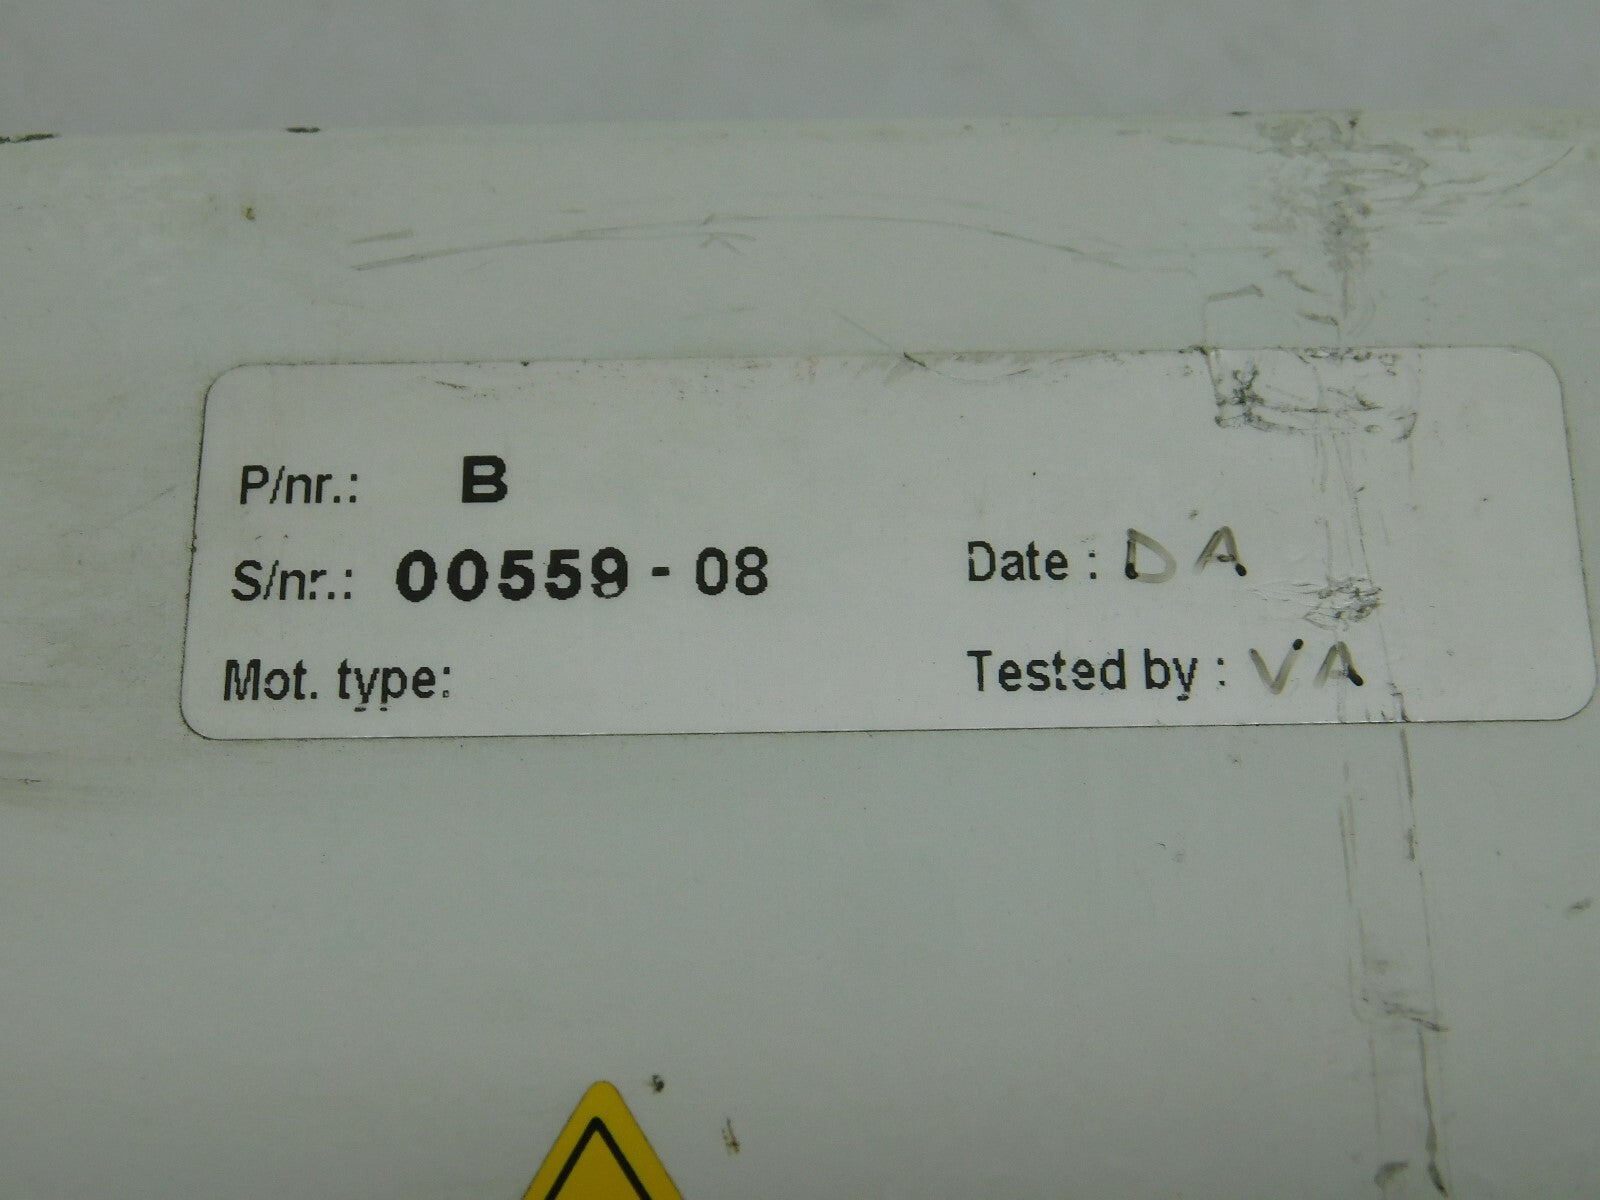 P/nr.: B
S/nr.: 00559 - 08
Date : DA
Mot. type:
Tested by : VA